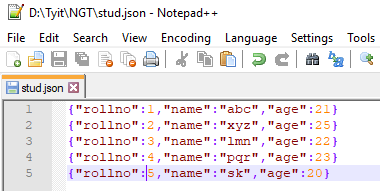 D:\Tyit\NGT\stud.json - Notepad++
File Edit Search View Encoding Language Settings Tools
stud.json
1 {"rollno":1,"name":"abc","age":21}
2 {"rollno":2,"name":"xyz","age":25}
3 {"rollno":3,"name":"lmn","age":22}
4 {"rollno":4,"name":"pqr","age":23}
5 {"rollno":5,"name":"sk","age":20}